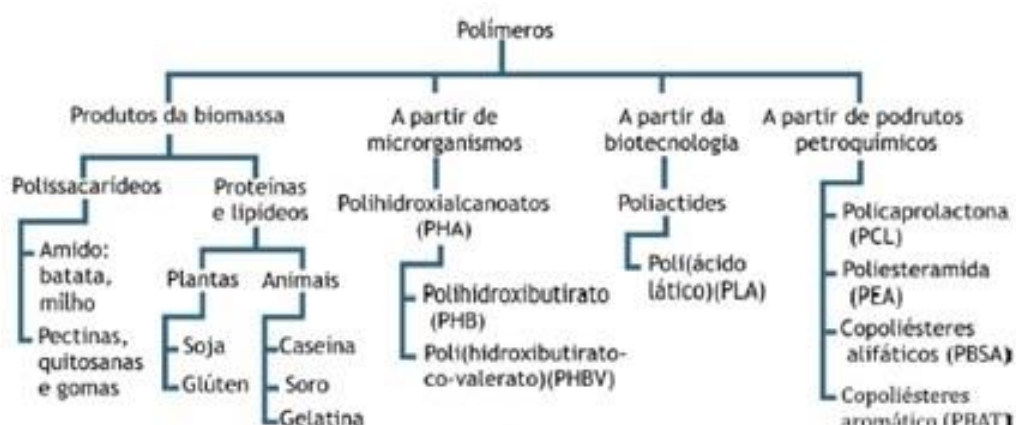 Polímeros
Produtos da biomassa
A partir de
microrganismos
A partir da
biotecnologia
A partir de podrutos
petroquímicos
Polissacarídeos
Amido:
batata,
milho
Pectinas,
quitosanas
e gomas
Proteínas
e lipídeos
Plantas
Soja
Glúten
Animais
Caseína
Soro
Gelatina
Polihidroxialcanoatos
(PHA)
Polihidroxibutirato
(PHB)
Poli(hidroxibutirato-
co-valerato)(PHBV)
Poliactides
Poli(ácido
lático)(PLA)
Policaprolactona
(PCL)
Poliesteramida
(PEA)
Copoliésteres
alifáticos (PBSA)
Copoliésteres
aromático (PBAT)